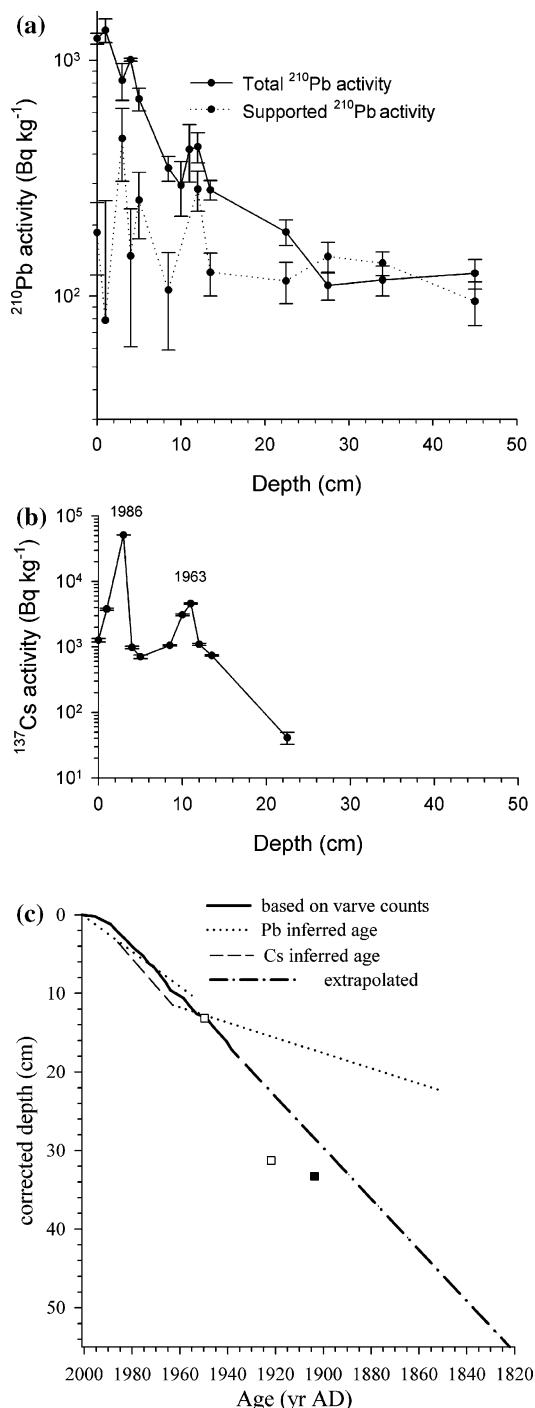 (a)
10³
10²
²¹⁰Pb activity (Bq kg⁻¹)
Total ²¹⁰Pb activity
Supported ²¹⁰Pb activity
0 10 20 30 40 50
Depth (cm)
(b)
10⁵
10⁴
10³
10²
10¹
¹³⁷Cs activity (Bq kg⁻¹)
1986
1963
0 10 20 30 40 50
Depth (cm)
(c)
0
10
20
30
40
50
corrected depth (cm)
based on varve counts
Pb inferred age
Cs inferred age
extrapolated
2000 1980 1960 1940 1920 1900 1880 1860 1840 1820
Age (yr AD)